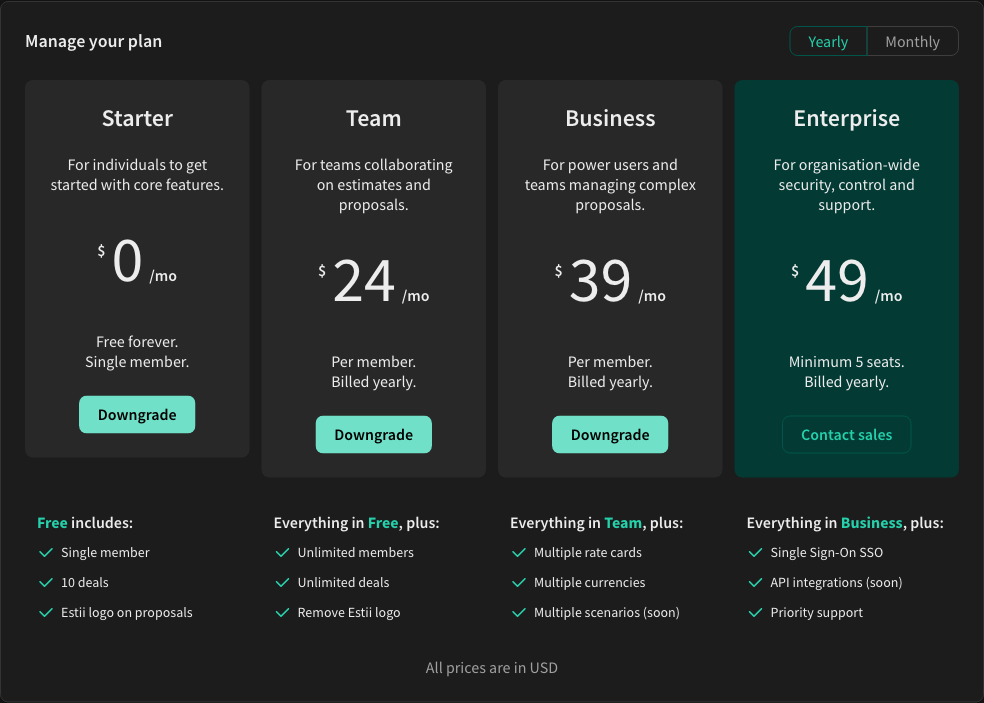 Manage your plan
Yearly
Monthly
Starter
For individuals to get
started with core features.
$ 0 /mo
Free forever.
Single member.
Downgrade
Team
For teams collaborating
on estimates and
proposals.
$ 24 /mo
Per member.
Billed yearly.
Downgrade
Business
For power users and
teams managing complex
proposals.
$ 39 /mo
Per member.
Billed yearly.
Downgrade
Enterprise
For organisation-wide
security, control and
support.
$ 49 /mo
Minimum 5 seats.
Billed yearly.
Contact sales
Free includes:
Single member
10 deals
Estii logo on proposals
Everything in Free, plus:
Unlimited members
Unlimited deals
Remove Estii logo
Everything in Team, plus:
Multiple rate cards
Multiple currencies
Multiple scenarios (soon)
Everything in Business, plus:
Single Sign-On SSO
API integrations (soon)
Priority support
All prices are in USD